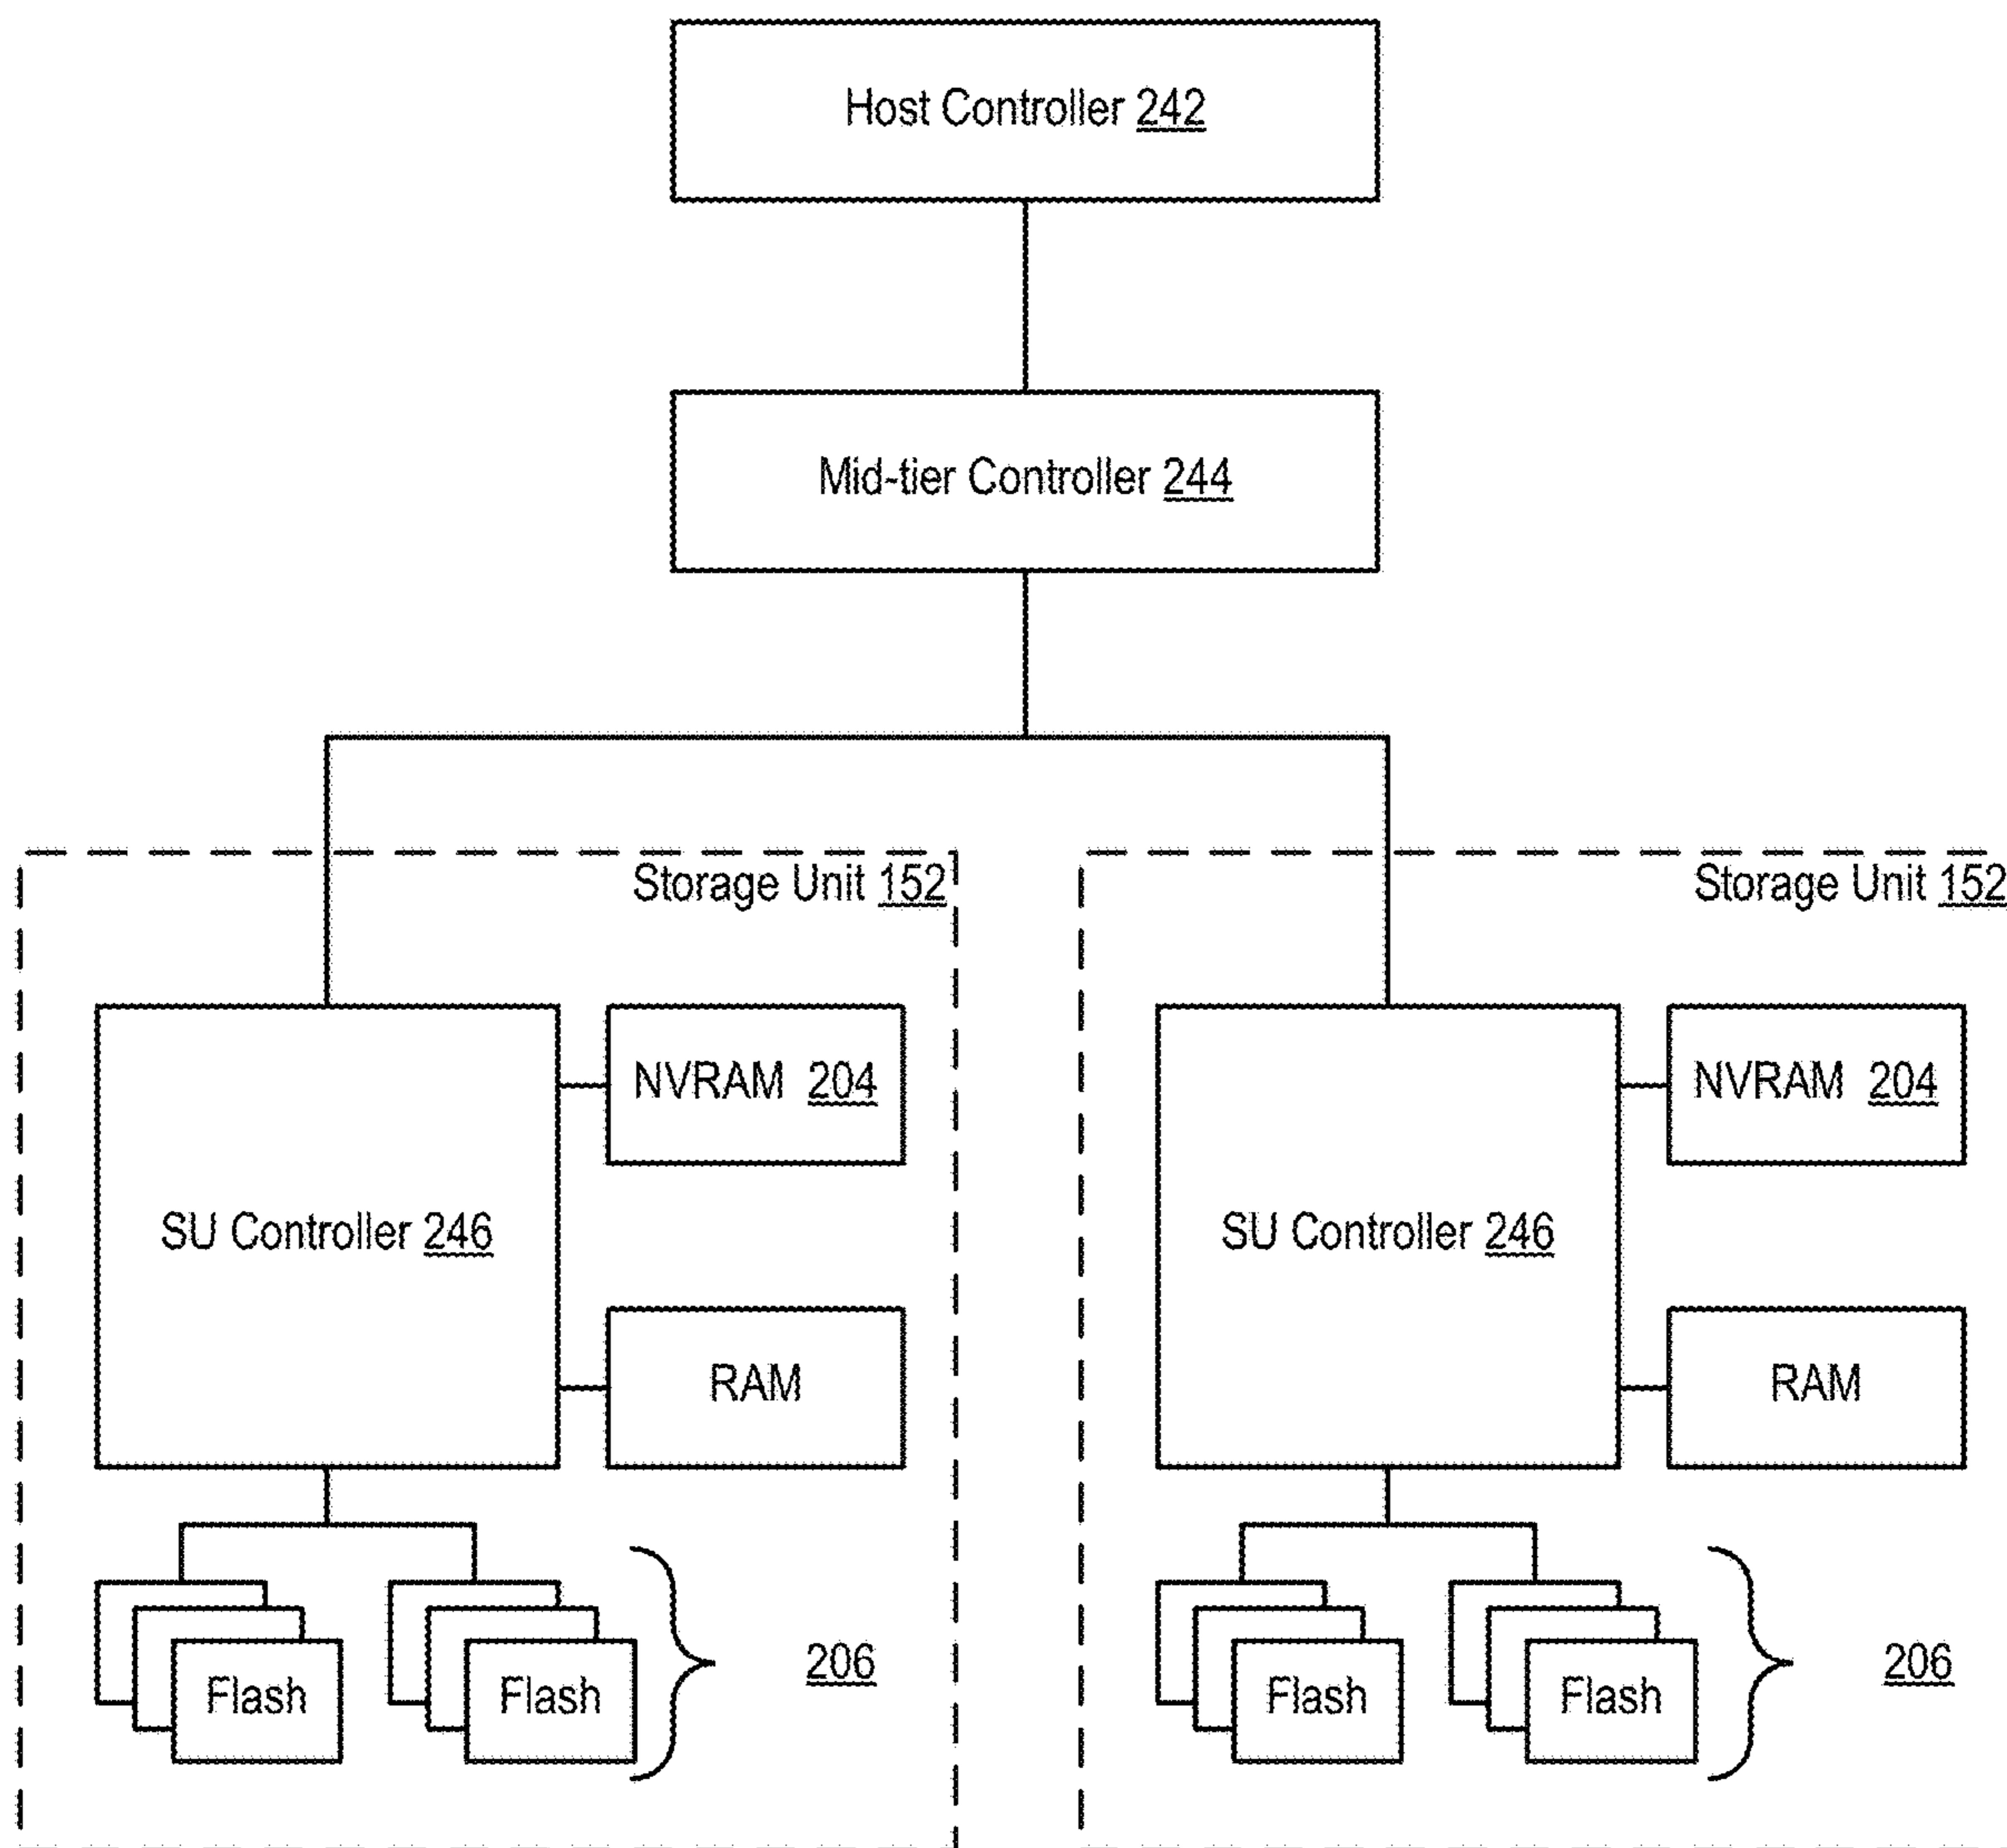 Host Controller 242
Mid-tier Controller 244
Storage Unit 152
SU Controller 246
NVRAM 204
RAM
Flash
Flash
206
Storage Unit 152
SU Controller 246
NVRAM 204
RAM
Flash
Flash
206